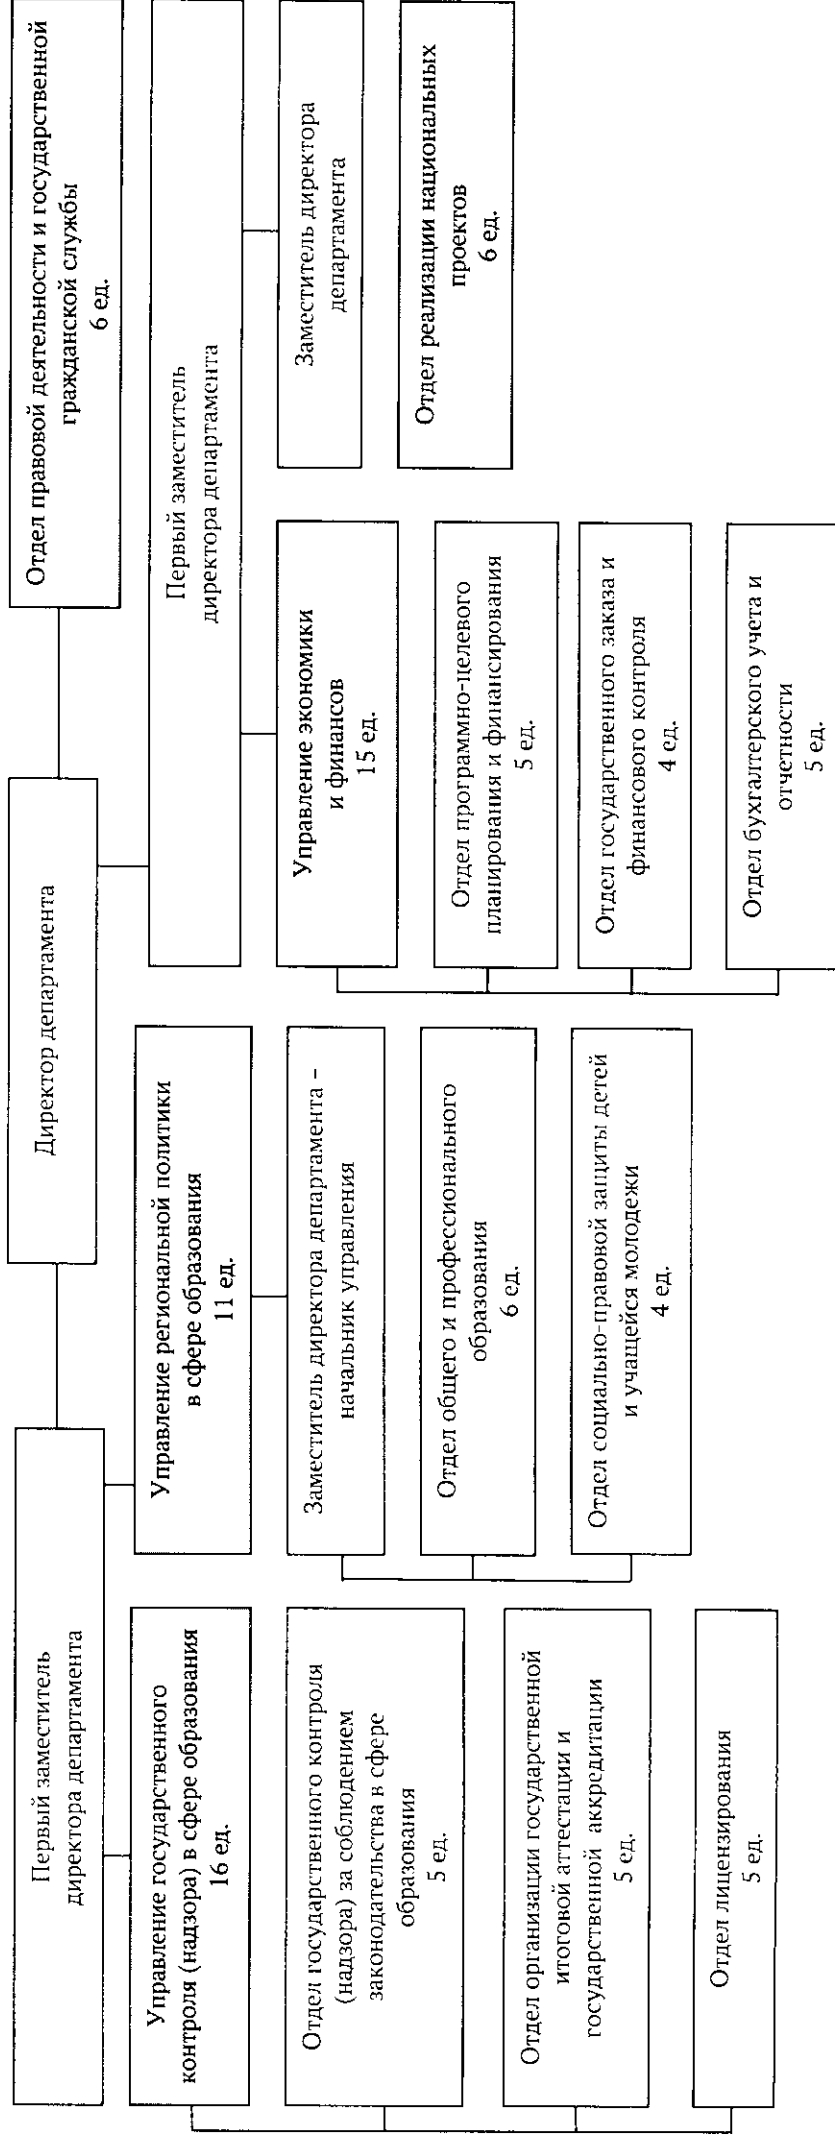 Директор департамента
Первый заместитель
директора департамента
Отдел правовой деятельности и государственной
гражданской службы
6 ед.
Управление государственного
контроля (надзора) в сфере образования
16 ед.
Отдел государственного контроля
(надзора) за соблюдением
законодательства в сфере
образования
5 ед.
Отдел организации государственной
итоговой аттестации и
государственной аккредитации
5 ед.
Отдел лицензирования
5 ед.
Управление региональной политики
в сфере образования
11 ед.
Заместитель директора департамента –
начальник управления
Отдел общего и профессионального
образования
6 ед.
Отдел социально-правовой защиты детей
и учащейся молодежи
4 ед.
Первый заместитель
директора департамента
Управление экономики
и финансов
15 ед.
Отдел программно-целевого
планирования и финансирования
5 ед.
Отдел государственного заказа и
финансового контроля
4 ед.
Отдел бухгалтерского учета и
отчетности
5 ед.
Заместитель директора
департамента
Отдел реализации национальных
проектов
6 ед.